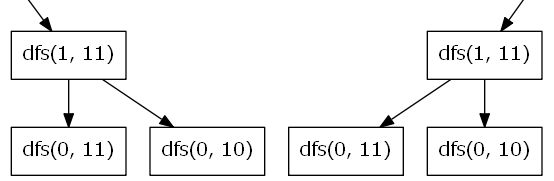 dfs(1, 11)
dfs(1, 11)
dfs(0, 11)
dfs(0, 10)
dfs(0, 11)
dfs(0, 10)